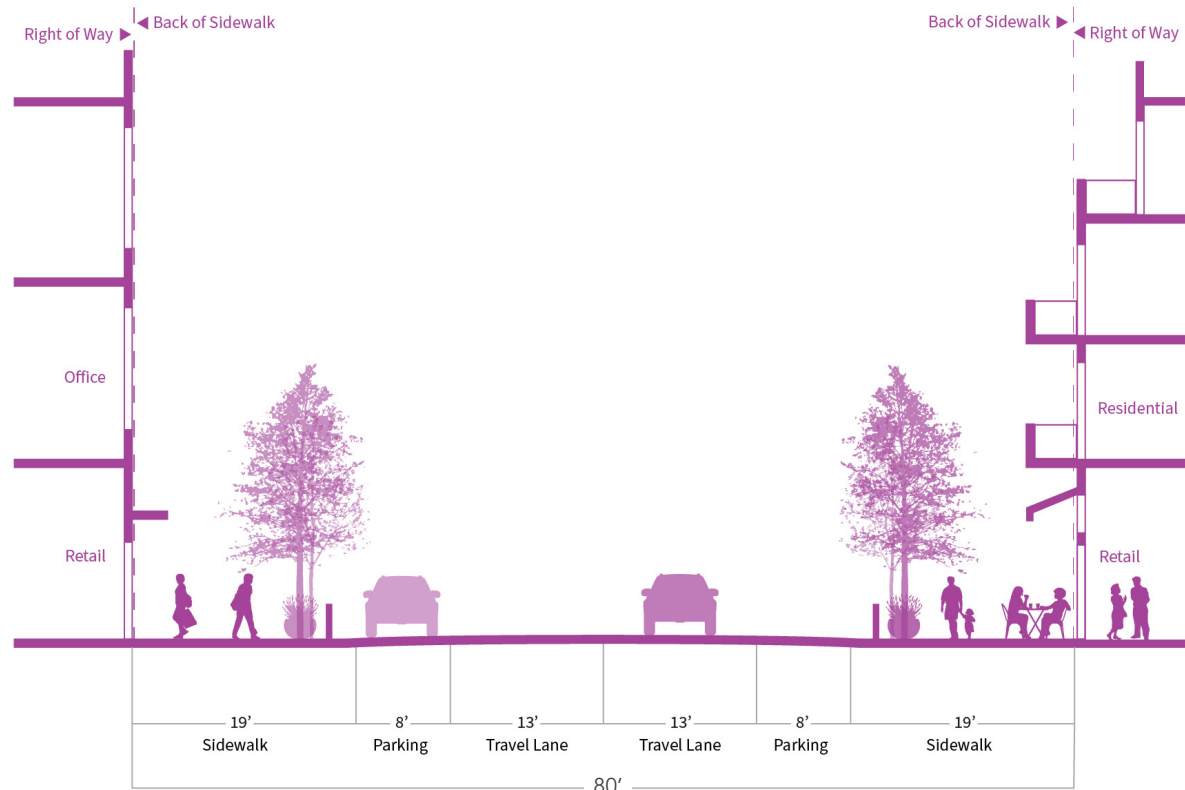 Back of Sidewalk
Right of Way
Back of Sidewalk
Right of Way
Office
Residential
Retail
Retail
19’
8’
13’
13’
8’
19’
Sidewalk
Parking
Travel Lane
Travel Lane
Parking
Sidewalk
80’